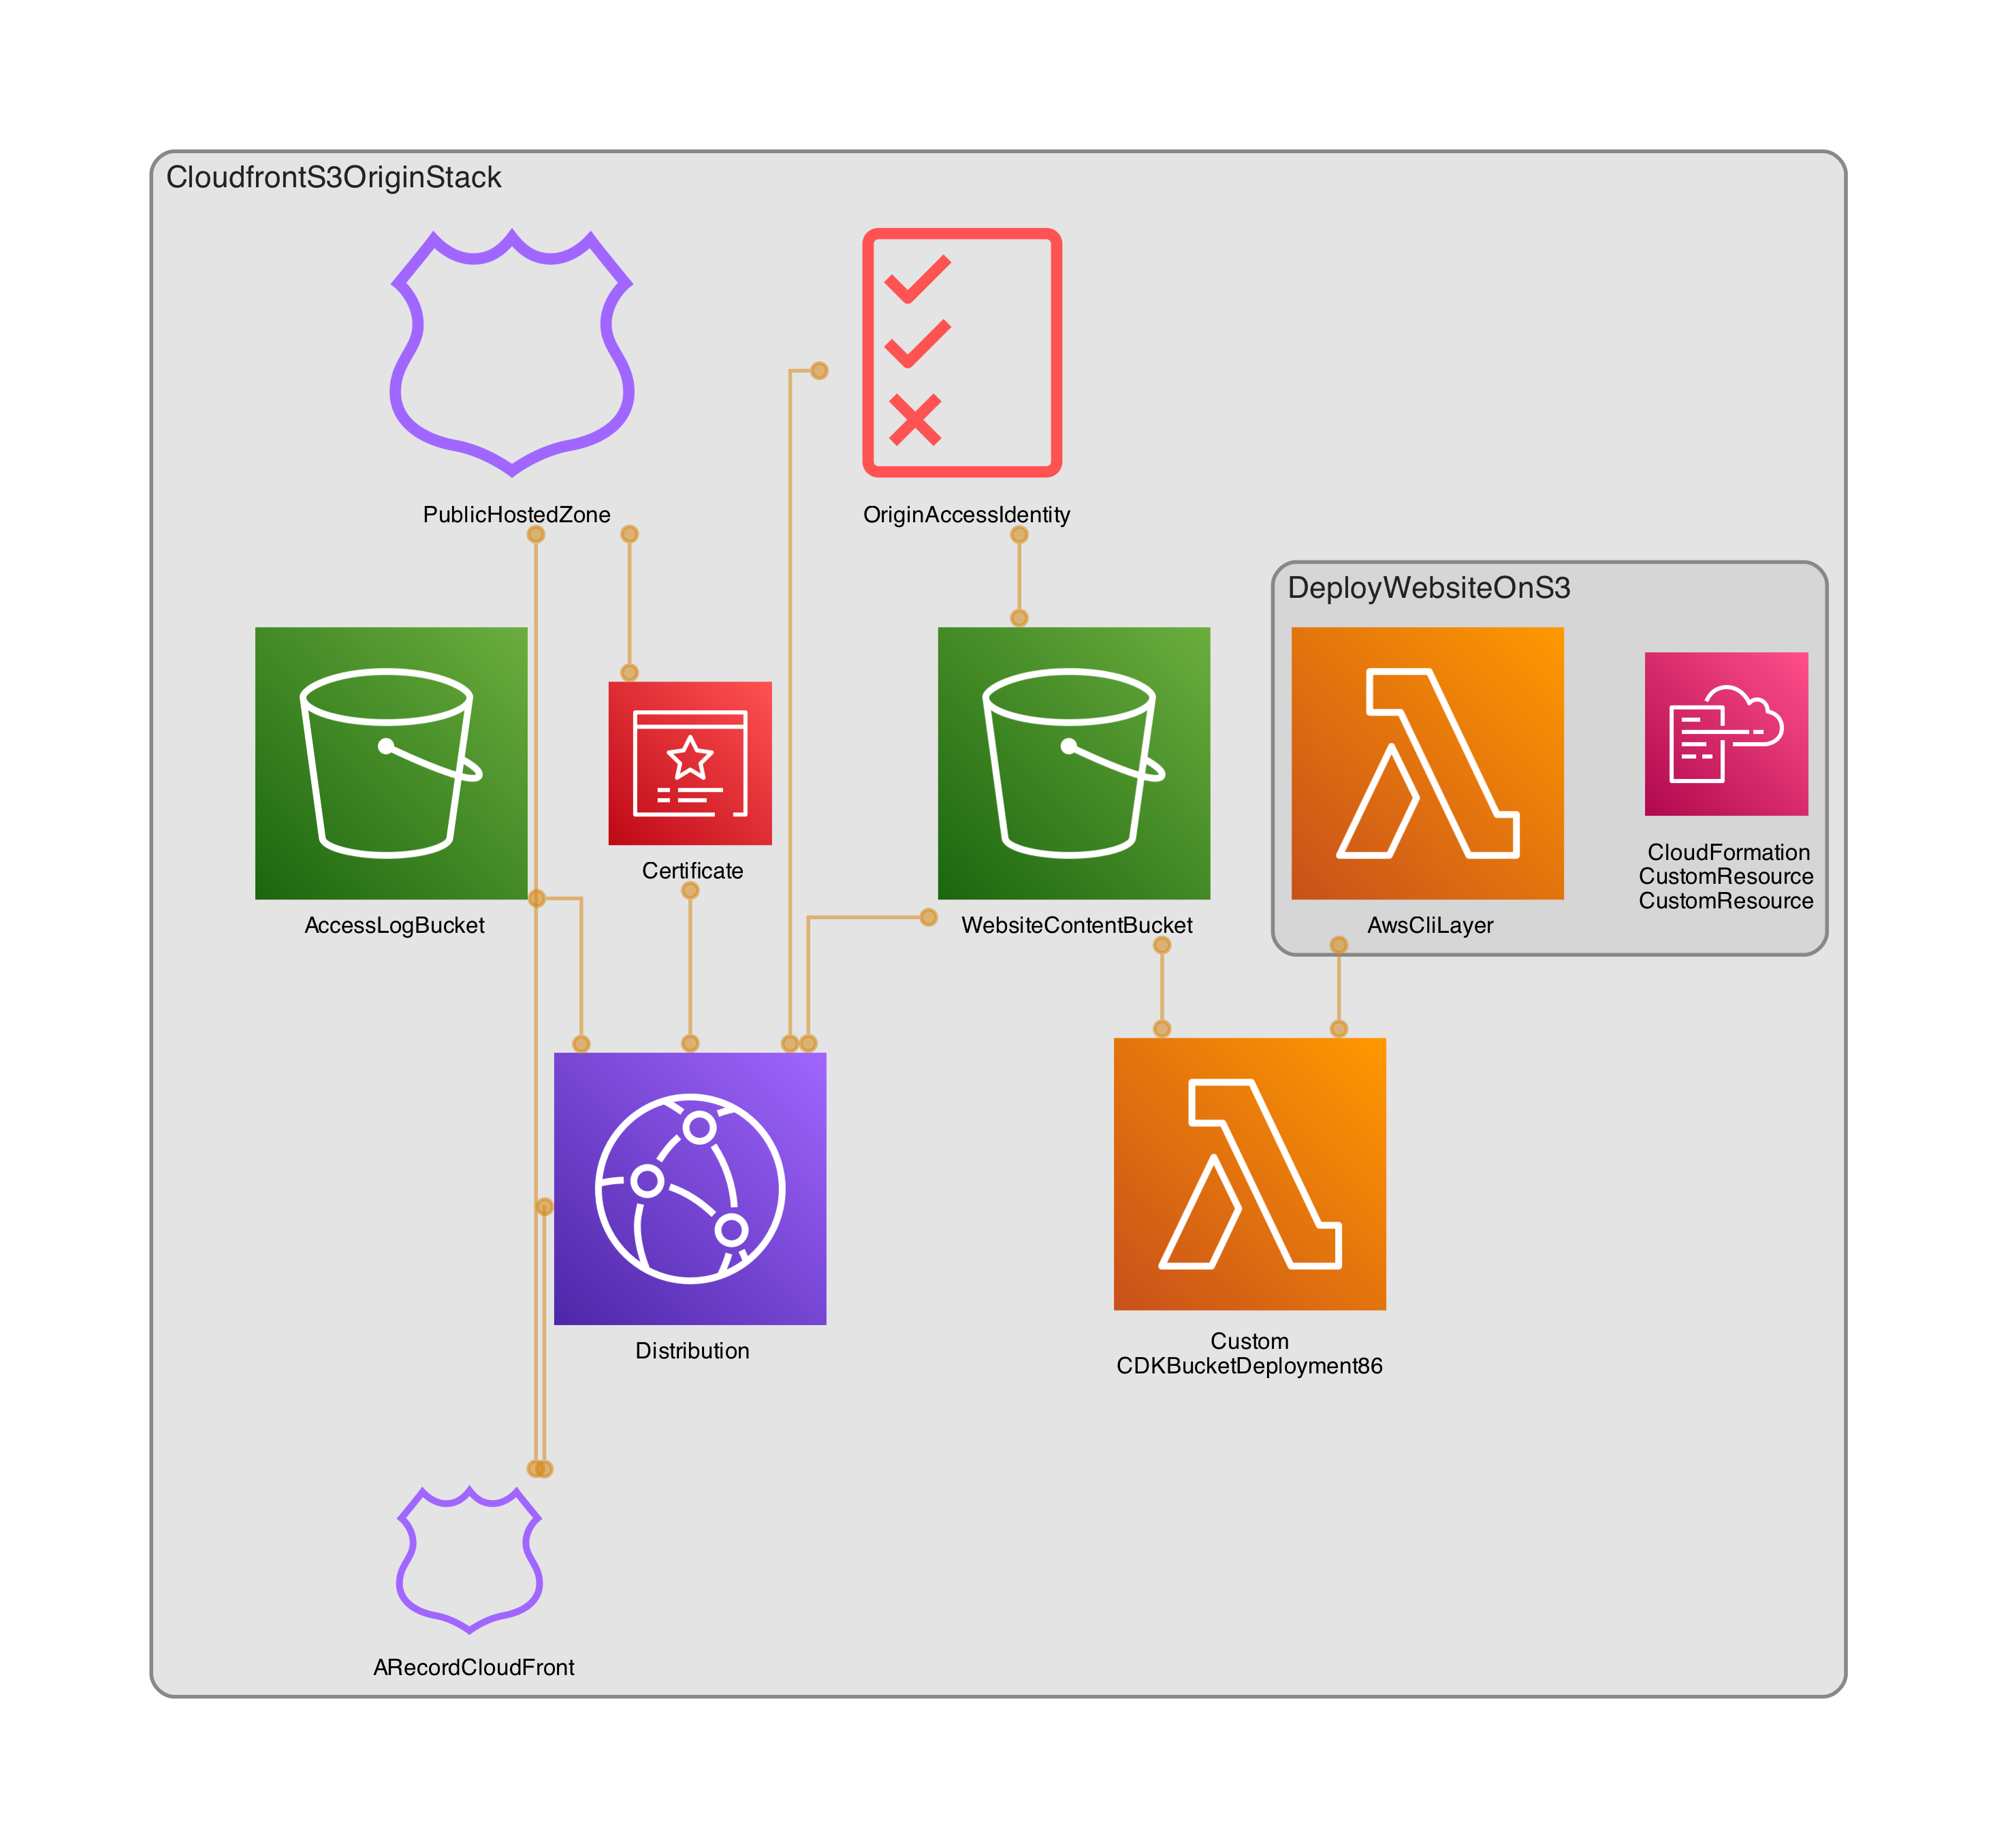 CloudfrontS3OriginStack
PublicHostedZone
OriginAccessIdentity
DeployWebsiteOnS3
AccessLogBucket
Certificate
WebsiteContentBucket
AwsCliLayer
CloudFormation
CustomResource
CustomResource
Distribution
Custom
CDKBucketDeployment86
ARecordCloudFront